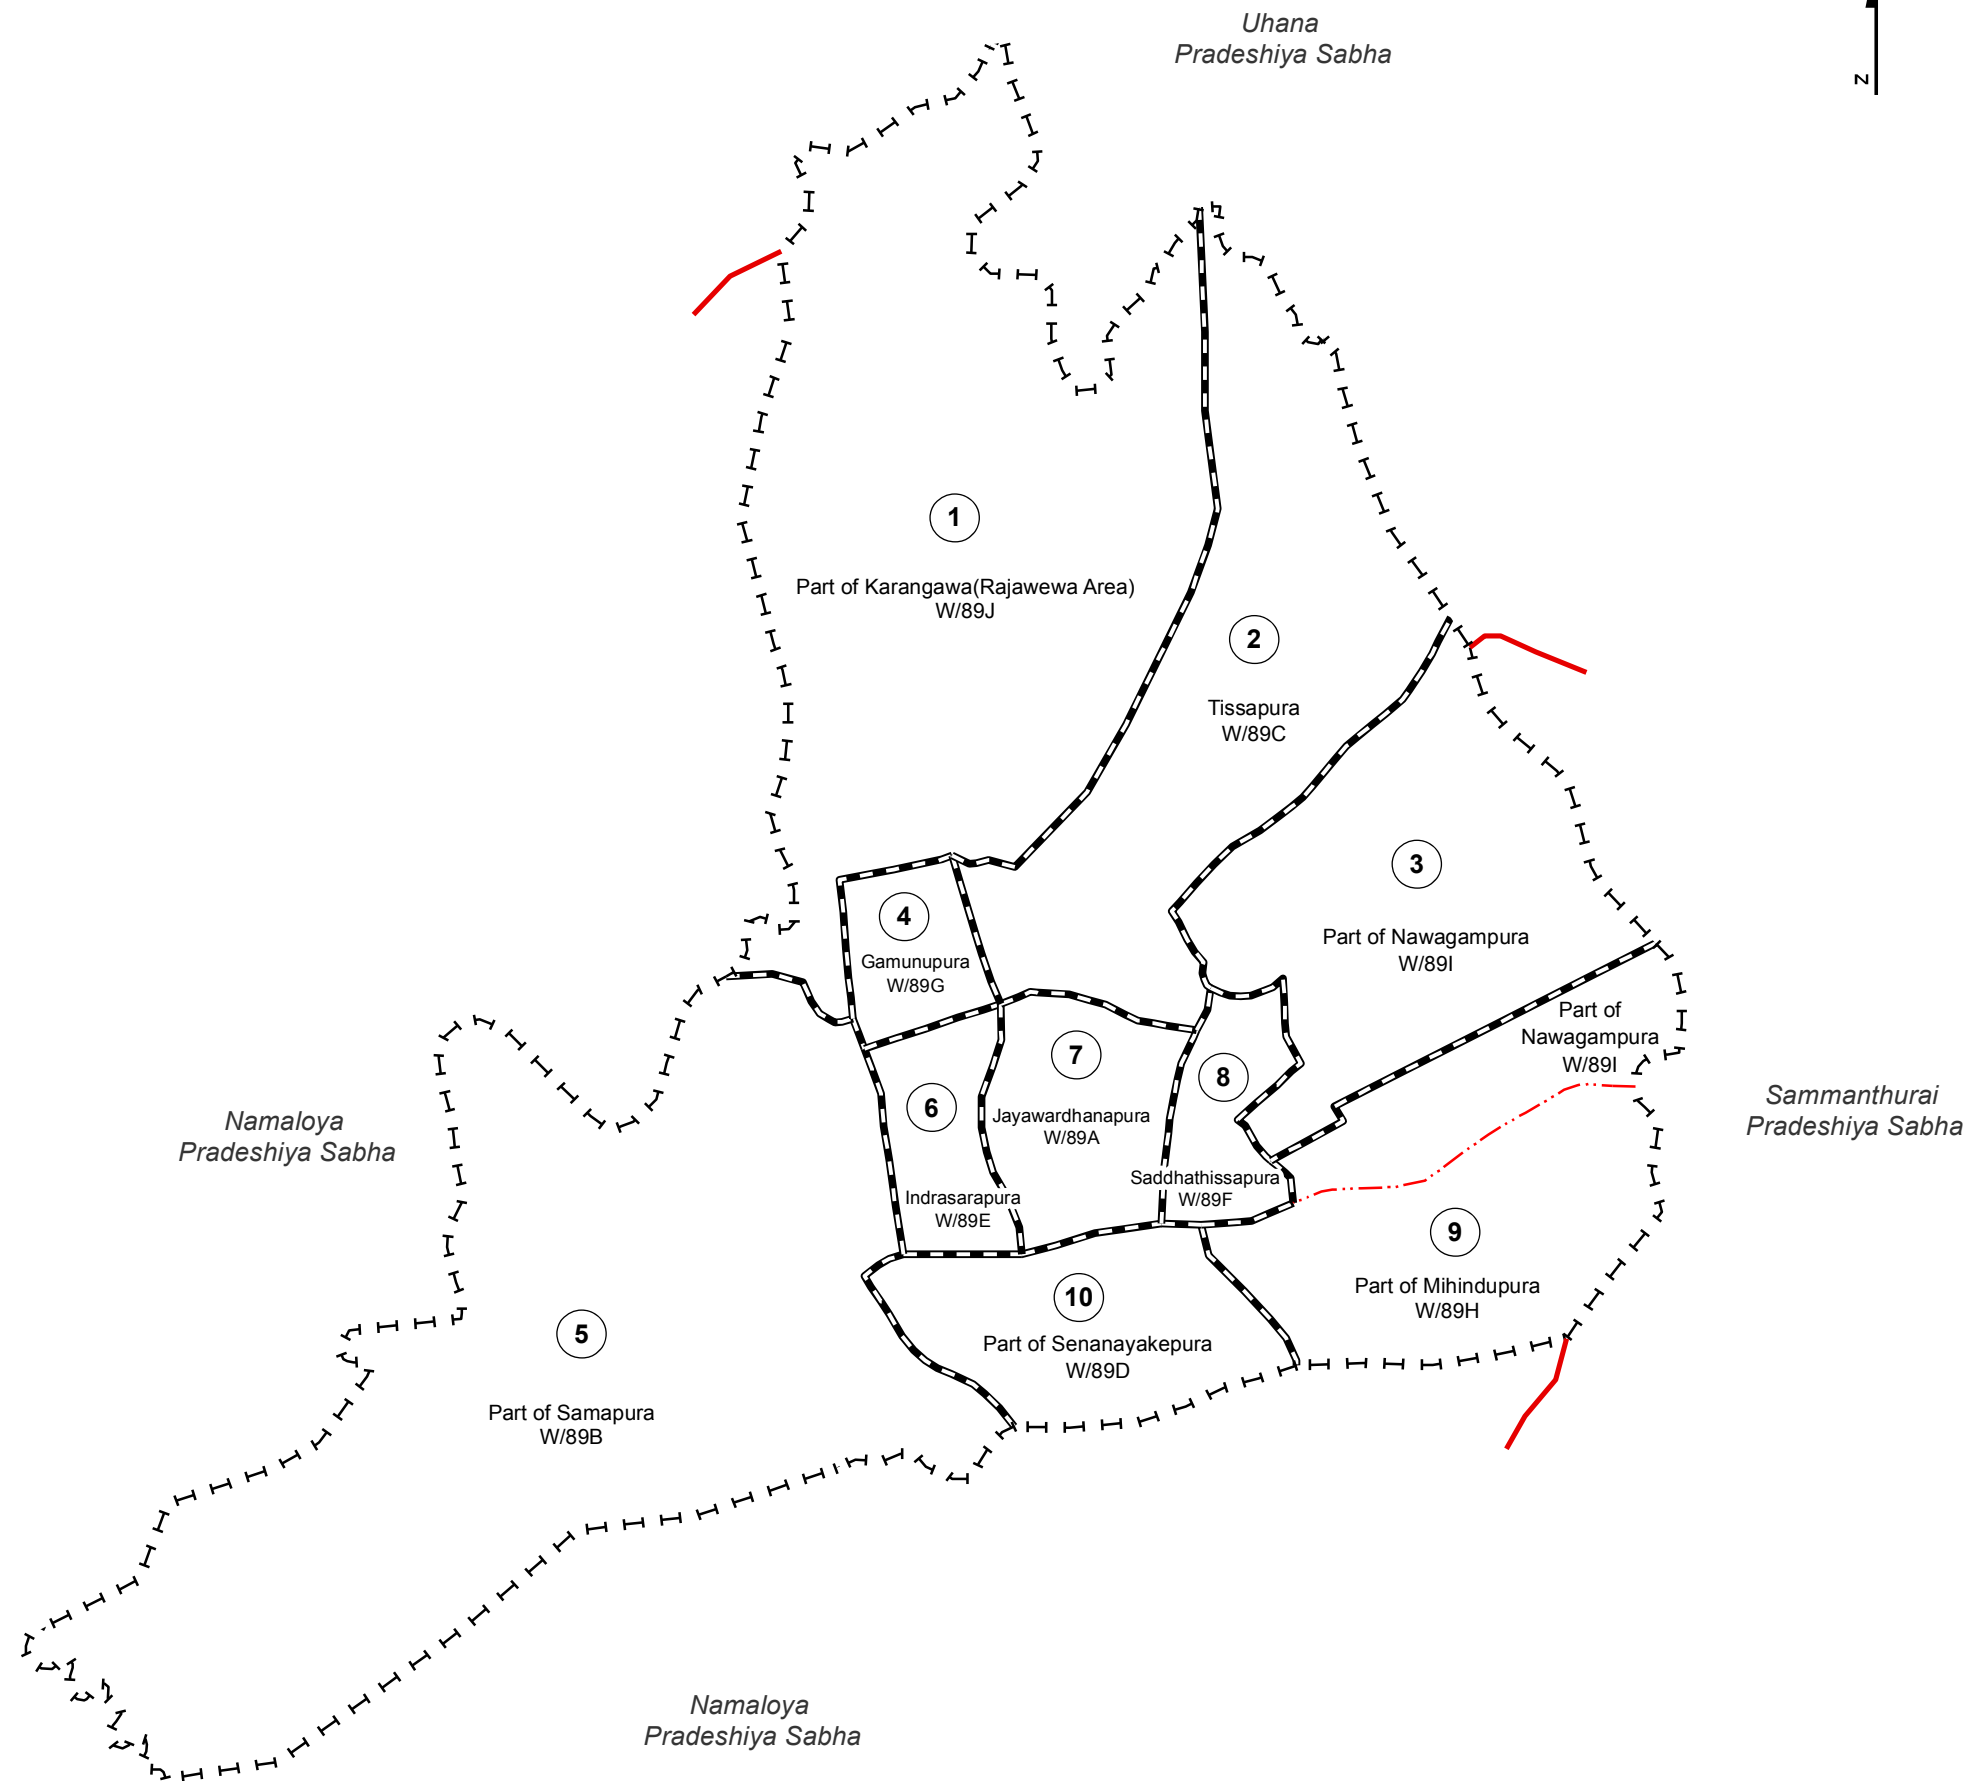 Uhana
Pradeshiya Sabha
N
1
Part of Karangawa(Rajawewa Area)
W/89J
2
Tissapura
W/89C
3
Part of Nawagampura
W/89I
4
Gamunupura
W/89G
Part of
Nawagampura
W/89I
7
Jayawardhanapura
W/89A
8
Saddhathissapura
W/89F
6
Indrasarapura
W/89E
Namaloya
Pradeshiya Sabha
Sammanthurai
Pradeshiya Sabha
9
Part of Mihindupura
W/89H
10
Part of Senanayakepura
W/89D
5
Part of Samapura
W/89B
Namaloya
Pradeshiya Sabha